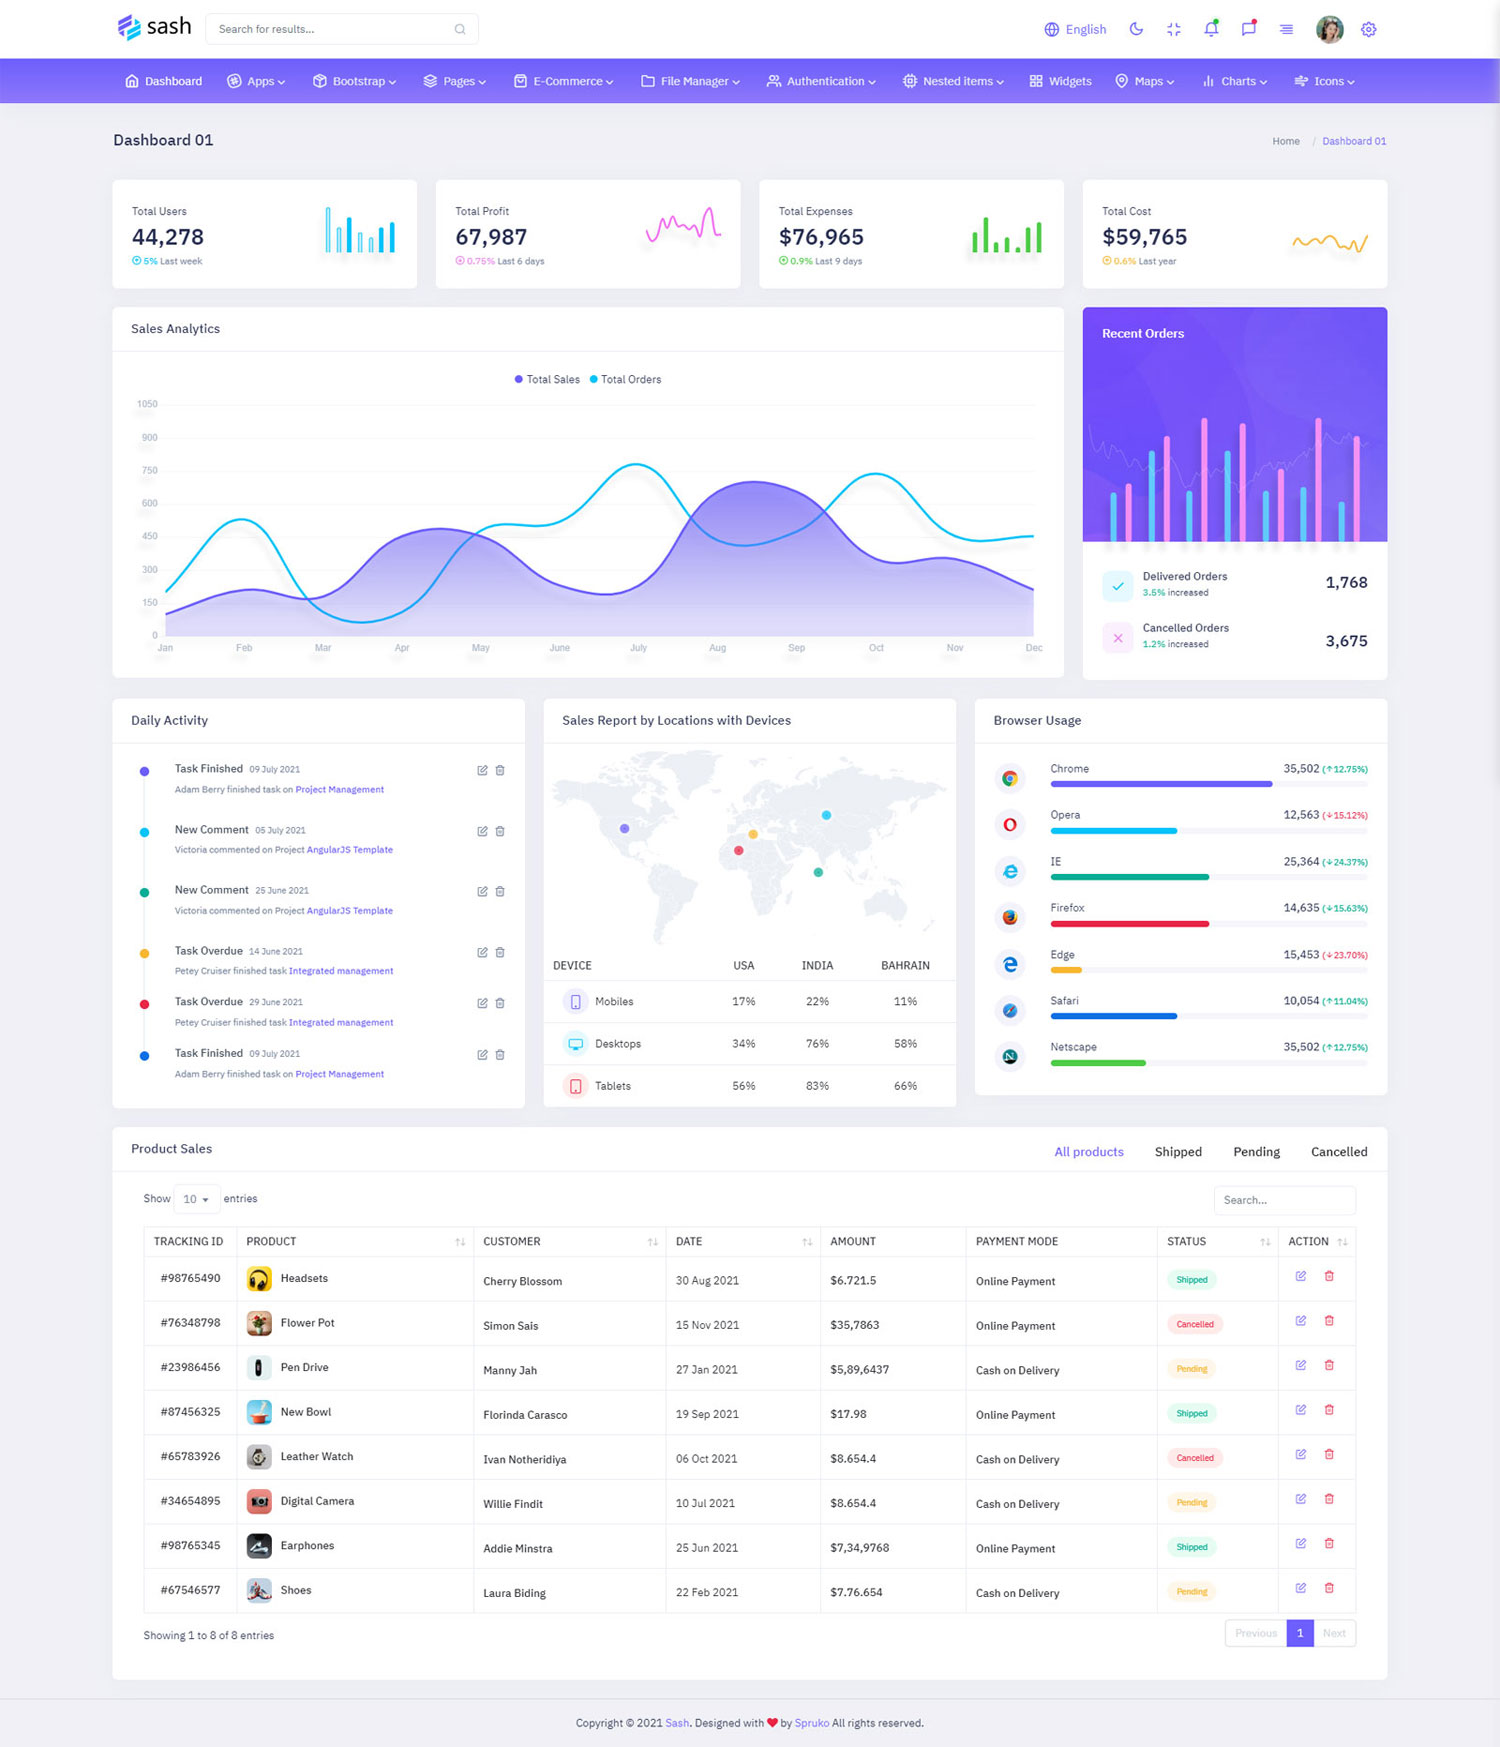 sash
Search for results...
English
Dashboard Apps Bootstrap Pages E-Commerce File Manager Authentication Nested items Widgets Maps Charts Icons
Dashboard 01
Home / Dashboard 01
Total Users
44,278
5% Last week
Total Profit
67,987
0.75% Last 6 days
Total Expenses
$76,965
0.9% Last 9 days
Total Cost
$59,765
0.6% Last year
Sales Analytics
Total Sales Total Orders
1050
900
750
600
450
300
150
0
Jan Feb Mar Apr May June July Aug Sep Oct Nov Dec
Recent Orders
Delivered Orders
3.5% increased
1,768
Cancelled Orders
1.2% increased
3,675
Daily Activity
Task Finished 09 July 2021
Adam Berry finished task on Project Management
New Comment 05 July 2021
Victoria commented on Project AngularJS Template
New Comment 25 June 2021
Victoria commented on Project AngularJS Template
Task Overdue 14 June 2021
Petey Cruiser finished task Integrated management
Task Overdue 29 June 2021
Petey Cruiser finished task Integrated management
Task Finished 09 July 2021
Adam Berry finished task on Project Management
Sales Report by Locations with Devices
DEVICE USA INDIA BAHRAIN
Mobiles 17% 22% 11%
Desktops 34% 76% 58%
Tablets 56% 83% 66%
Browser Usage
Chrome 35,502 (↑12.75%)
Opera 12,563 (↓15.12%)
IE 25,364 (↓24.37%)
Firefox 14,635 (↓15.63%)
Edge 15,453 (↓23.70%)
Safari 10,054 (↑11.04%)
Netscape 35,502 (↑12.75%)
Product Sales
All products Shipped Pending Cancelled
Show 10 entries
Search...
TRACKING ID PRODUCT CUSTOMER DATE AMOUNT PAYMENT MODE STATUS ACTION
#98765490 Headsets Cherry Blossom 30 Aug 2021 $6.721.5 Online Payment Shipped
#76348798 Flower Pot Simon Sais 15 Nov 2021 $35,7863 Online Payment Cancelled
#23986456 Pen Drive Manny Jah 27 Jan 2021 $5,89,6437 Cash on Delivery Pending
#87456325 New Bowl Florinda Carasco 19 Sep 2021 $17.98 Online Payment Shipped
#65783926 Leather Watch Ivan Notheridiya 06 Oct 2021 $8.654.4 Cash on Delivery Cancelled
#34654895 Digital Camera Willie Findit 10 Jul 2021 $8.654.4 Cash on Delivery Pending
#98765345 Earphones Addie Minstra 25 Jun 2021 $7,34,9768 Online Payment Shipped
#67546577 Shoes Laura Biding 22 Feb 2021 $7.76.654 Cash on Delivery Pending
Showing 1 to 8 of 8 entries
Previous 1 Next
Copyright © 2021 Sash. Designed with ❤ by Spruko All rights reserved.